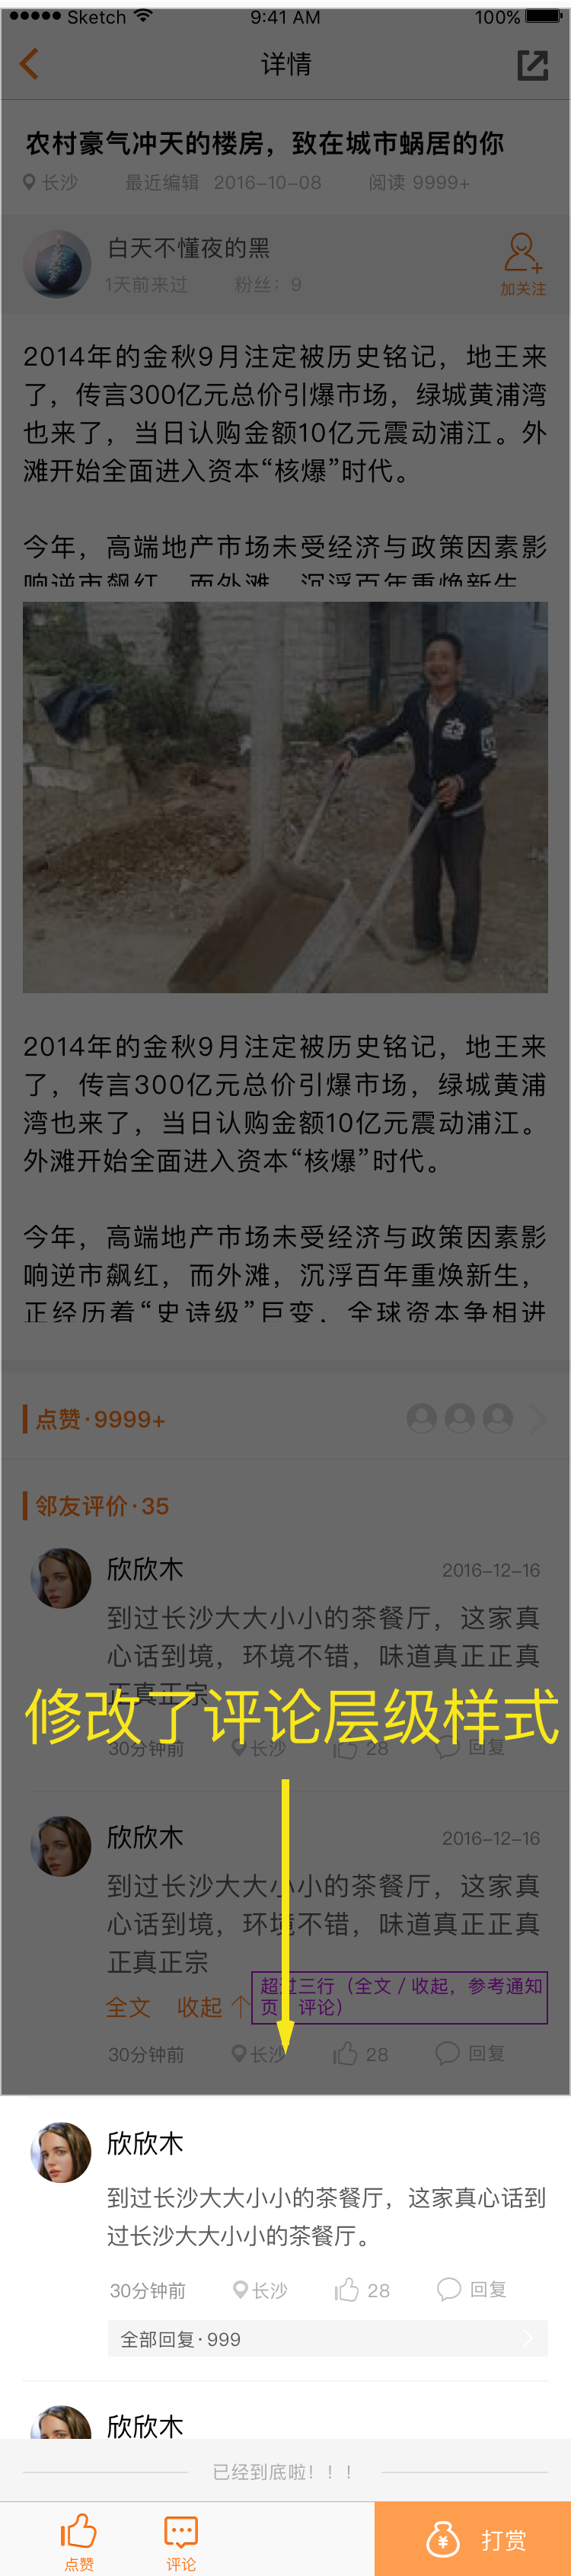 Sketch 9:41 AM 100%
详情
农村豪气冲天的楼房，致在城市蜗居的你
长沙 最近编辑 2016-10-08 阅读 9999+
白天不懂夜的黑
1天前来过 粉丝：9 加关注
2014年的金秋9月注定被历史铭记，地王来
了，传言300亿元总价引爆市场，绿城黄浦湾
也来了，当日认购金额10亿元震动浦江。外
滩开始全面进入资本“核爆”时代。
今年，高端地产市场未受经济与政策因素影
响逆市飙红，而外滩，沉浮百年重焕新生，
2014年的金秋9月注定被历史铭记，地王来
了，传言300亿元总价引爆市场，绿城黄浦
湾也来了，当日认购金额10亿元震动浦江。
外滩开始全面进入资本“核爆”时代。
今年，高端地产市场未受经济与政策因素影
响逆市飙红，而外滩，沉浮百年重焕新生，
正经历着“史诗级”巨变，全球资本争相进
点赞·9999+
邻友评价·35
欣欣木 2016-12-16
到过长沙大大小小的茶餐厅，这家真
心话到境，环境不错，味道真正正真
正真正宗
修改了评论层级样式
30分钟前 长沙 28 回复
欣欣木 2016-12-16
到过长沙大大小小的茶餐厅，这家真
心话到境，环境不错，味道真正正真
正真正宗
超过三行（全文／收起，参考通知
页 评论）
全文 收起
30分钟前 长沙 28 回复
欣欣木
到过长沙大大小小的茶餐厅，这家真心话到
过长沙大大小小的茶餐厅。
30分钟前 长沙 28 回复
全部回复·999
欣欣木
已经到底啦！！！
点赞 评论 ¥ 打赏